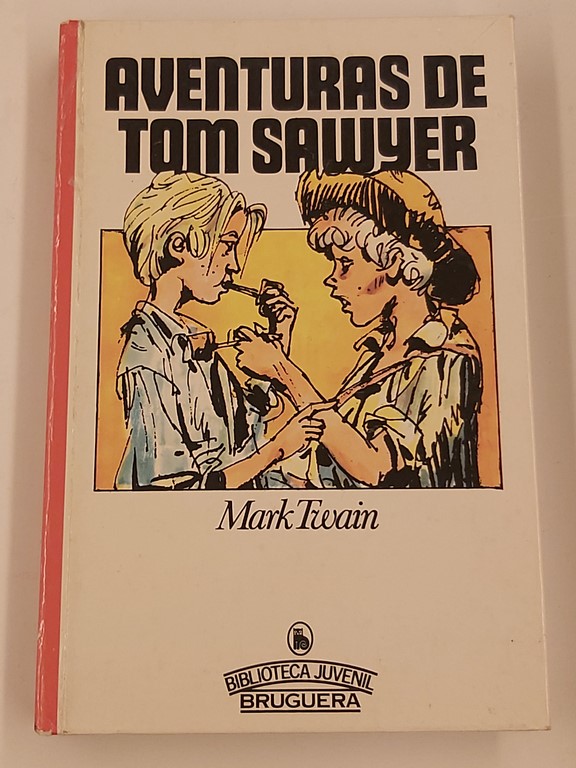 AVENTURAS DE
TOM SAWYER
Mark Twain
BIBLIOTECA JUVENIL
BRUGUERA